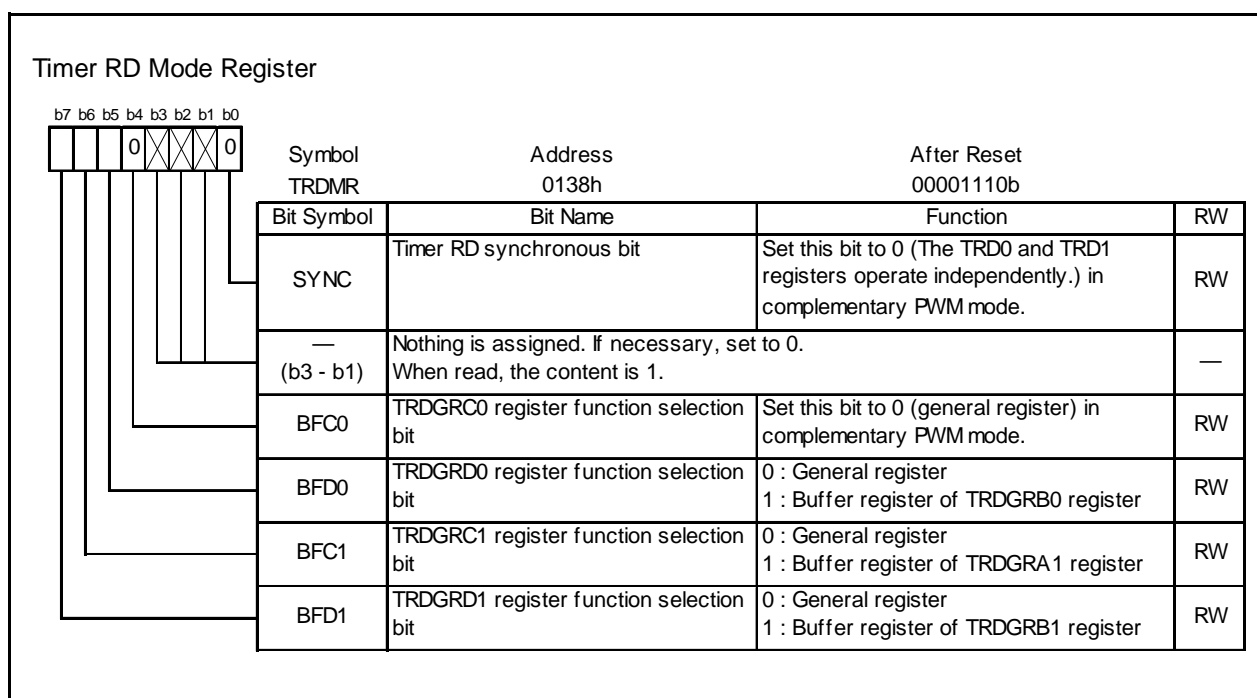 Timer RD Mode Register
b7 b6 b5 b4 b3 b2 b1 b0
0 0
Symbol Address After Reset
TRDMR 0138h 00001110b
Bit Symbol Bit Name Function RW
SYNC Timer RD synchronous bit Set this bit to 0 (The TRD0 and TRD1
registers operate independently.) in
complementary PWM mode. RW
— Nothing is assigned. If necessary, set to 0.
(b3 - b1) When read, the content is 1. —
BFC0 TRDGRC0 register function selection
bit
Set this bit to 0 (general register) in
complementary PWM mode.
RW
BFD0 TRDGRD0 register function selection
bit
0 : General register
1 : Buffer register of TRDGRB0 register
RW
BFC1 TRDGRC1 register function selection
bit
0 : General register
1 : Buffer register of TRDGRA1 register
RW
BFD1 TRDGRD1 register function selection
bit
0 : General register
1 : Buffer register of TRDGRB1 register
RW